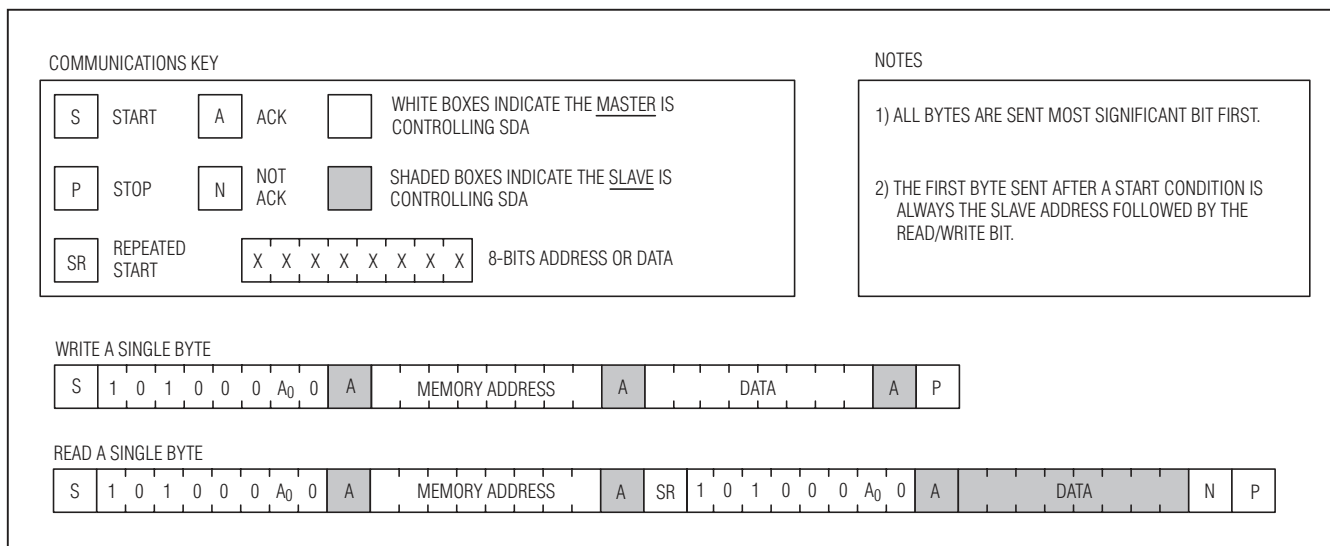 COMMUNICATIONS KEY
S START A ACK WHITE BOXES INDICATE THE MASTER IS
CONTROLLING SDA
P STOP N NOT
ACK SHADED BOXES INDICATE THE SLAVE IS
CONTROLLING SDA
SR REPEATED
START X X X X X X X X 8-BITS ADDRESS OR DATA
NOTES
1) ALL BYTES ARE SENT MOST SIGNIFICANT BIT FIRST.
2) THE FIRST BYTE SENT AFTER A START CONDITION IS
ALWAYS THE SLAVE ADDRESS FOLLOWED BY THE
READ/WRITE BIT.
WRITE A SINGLE BYTE
S 1 0 1 0 0 0 A0 0 A MEMORY ADDRESS A DATA A P
READ A SINGLE BYTE
S 1 0 1 0 0 0 A0 0 A MEMORY ADDRESS A SR 1 0 1 0 0 0 A0 0 A DATA N P